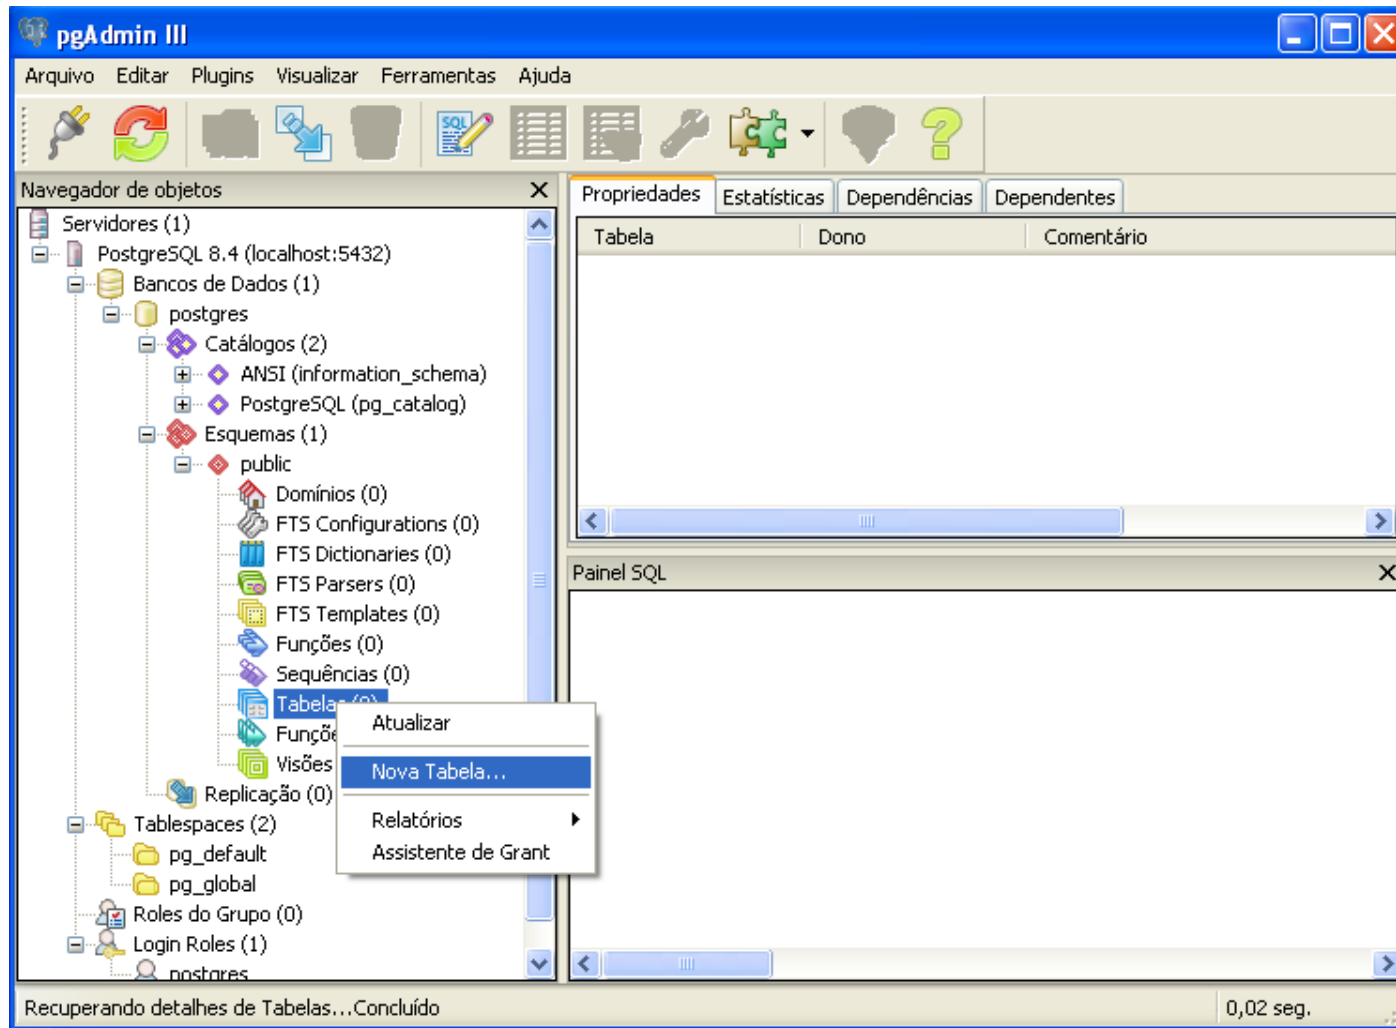 pgAdmin III
Arquivo Editar Plugins Visualizar Ferramentas Ajuda
SQL
Navegador de objetos
Servidores (1)
PostgreSQL 8.4 (localhost:5432)
Bancos de Dados (1)
postgres
Catálogos (2)
ANSI (information_schema)
PostgreSQL (pg_catalog)
Esquemas (1)
public
Domínios (0)
FTS Configurations (0)
FTS Dictionaries (0)
FTS Parsers (0)
FTS Templates (0)
Funções (0)
Sequências (0)
Tabelas (0)
Funçõe
Visões
Replicação (0)
Tablespaces (2)
pg_default
pg_global
Roles do Grupo (0)
Login Roles (1)
postgres
Atualizar
Nova Tabela...
Relatórios
Assistente de Grant
Propriedades Estatísticas Dependências Dependentes
Tabela Dono Comentário
Painel SQL
Recuperando detalhes de Tabelas...Concluído 0,02 seg.